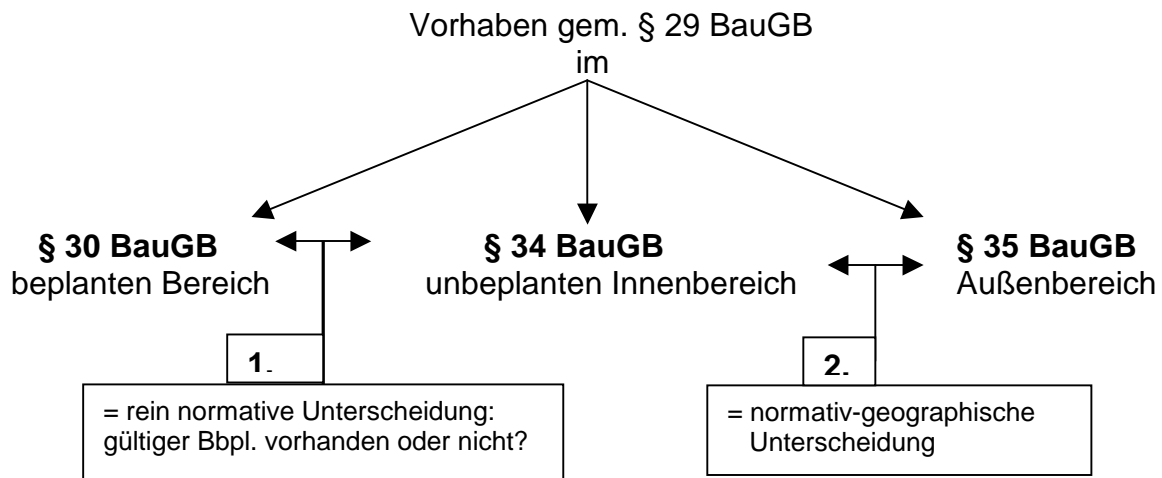 Vorhaben gem. § 29 BauGB
im
§ 30 BauGB
beplanten Bereich
§ 34 BauGB
unbeplanten Innenbereich
§ 35 BauGB
Außenbereich
1.
= rein normative Unterscheidung:
gültiger Bbpl. vorhanden oder nicht?
2.
= normativ-geographische
Unterscheidung